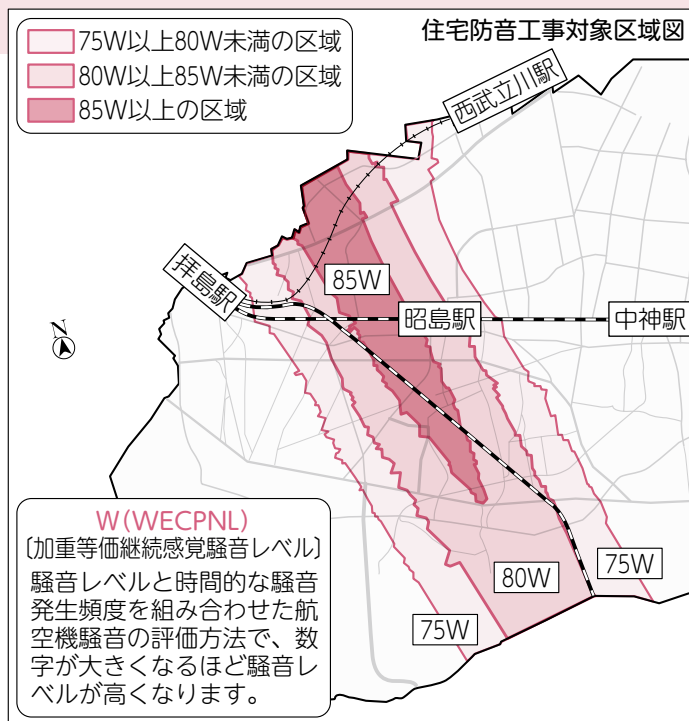 住宅防音工事対象区域図
75W以上80W未満の区域
80W以上85W未満の区域
85W以上の区域
西武立川駅
拝島駅
85W
昭島駅
中神駅
N
W(WECPNL)
〔加重等価継続感覚騒音レベル〕
騒音レベルと時間的な騒音
発生頻度を組み合わせた航
空機騒音の評価方法で、数
字が大きくなるほど騒音レ
ベルが高くなります。
80W
75W
75W